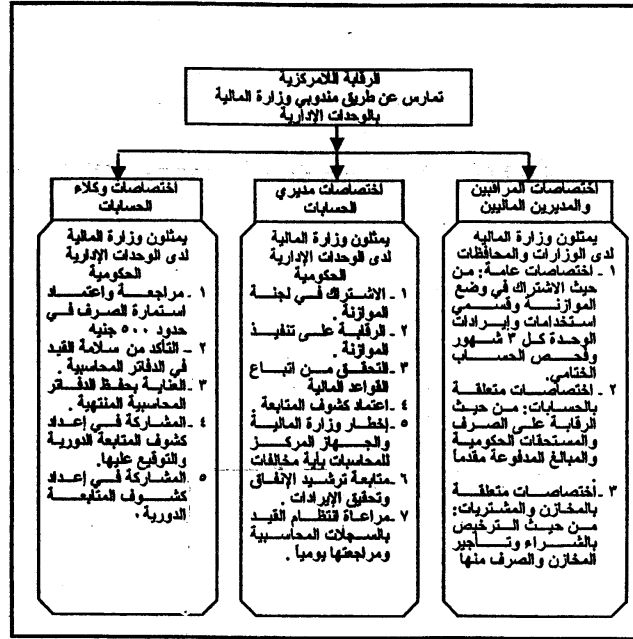 الرقابة اللامركزية
تمارس عن طريق مندوبي وزارة المالية
بالوحدات الإدارية
اختصاصات المراقبين
والمديرين الماليين
يمثلون وزارة المالية
لدى الوزارات والمحافظات
١ - اختصاصات عامة: من
حيث الاشتراك في وضع
الموازنة وقسمي
استخدامات وإيرادات
الوحدة كل ٣ شهور
وفحص الحساب
الختامي.
٢ - اختصاصات متعلقة
بالحسابات: من حيث
الرقابة على الصرف
والمستحقات الحكومية
والمبالغ المدفوعة مقدماً
٣ - اختصاصات متعلقة
بالمخازن والمشتريات:
من حيث الترخيص
بالشراء وتأجير
المخازن والصرف منها
اختصاصات مديري
الحسابات
يمثلون وزارة المالية
لدى الوحدات الإدارية
الحكومية
١ - الاشتراك في لجنة
الموازنة.
٢ - الرقابة على تنفيذ
الموازنة.
٣ - التحقق من اتباع
القواعد المالية
٤ - اعتماد كشوف المتابعة
٥ - إخطار وزارة المالية
والجهاز المركز
للمحاسبات بأية مخالفات
٦ - متابعة ترشيد الإنفاق
وتحقيق الإيرادات.
٧ - مراعاة انتظام القيد
بالسجلات المحاسبية
ومراجعتها يومياً.
اختصاصات وكلاء
الحسابات
يمثلون وزارة المالية
لدى الوحدات الإدارية
الحكومية
١ - مراجعة واعتماد
استمارة الصرف في
حدود ٥٠٠ جنيه
٢ - التأكد من سلامة القيد
في الدفاتر المحاسبية.
٣ - العناية بحفظ الدفاتر
المحاسبية المنتهية.
٤ - المشاركة في إعداد
كشوف المتابعة الدورية
والتوقيع عليها.
٥ - المشاركة في إعداد
كشوف المتابعة
الدورية.